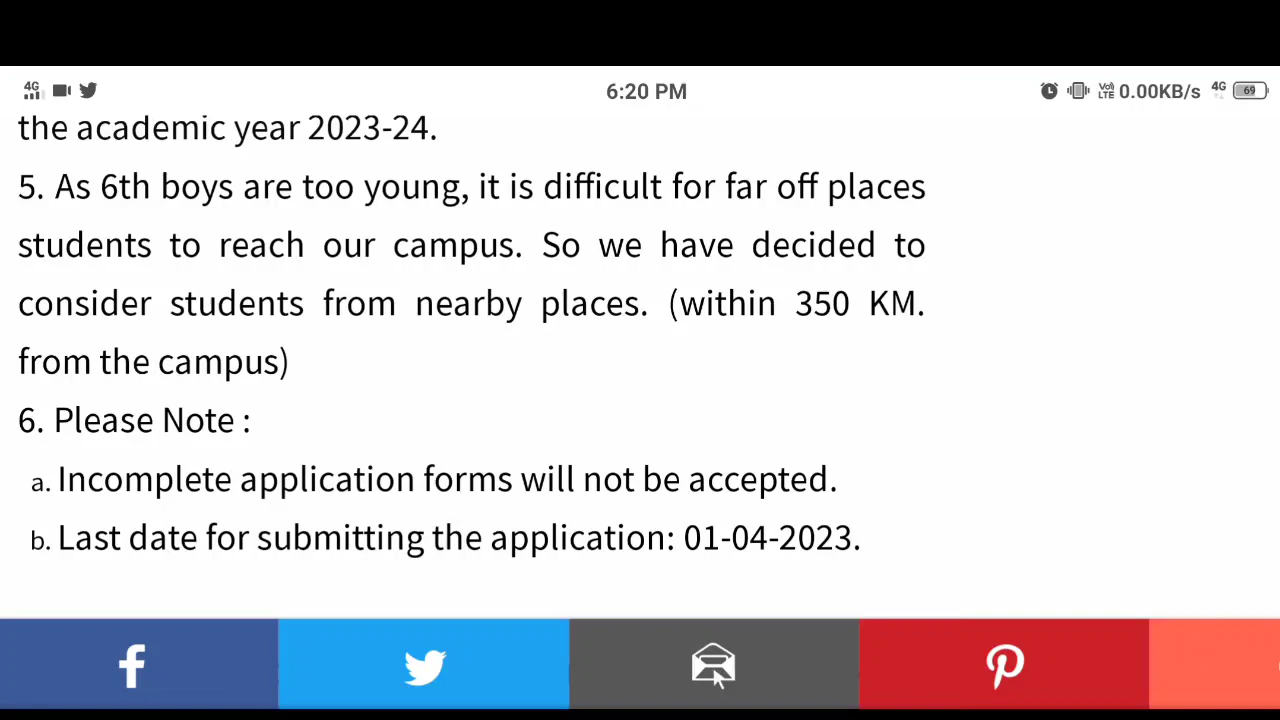 4G 6:20 PM VoLTE 0.00KB/s 4G 69
the academic year 2023-24.
5. As 6th boys are too young, it is difficult for far off places
students to reach our campus. So we have decided to
consider students from nearby places. (within 350 KM.
from the campus)
6. Please Note :
a. Incomplete application forms will not be accepted.
b. Last date for submitting the application: 01-04-2023.